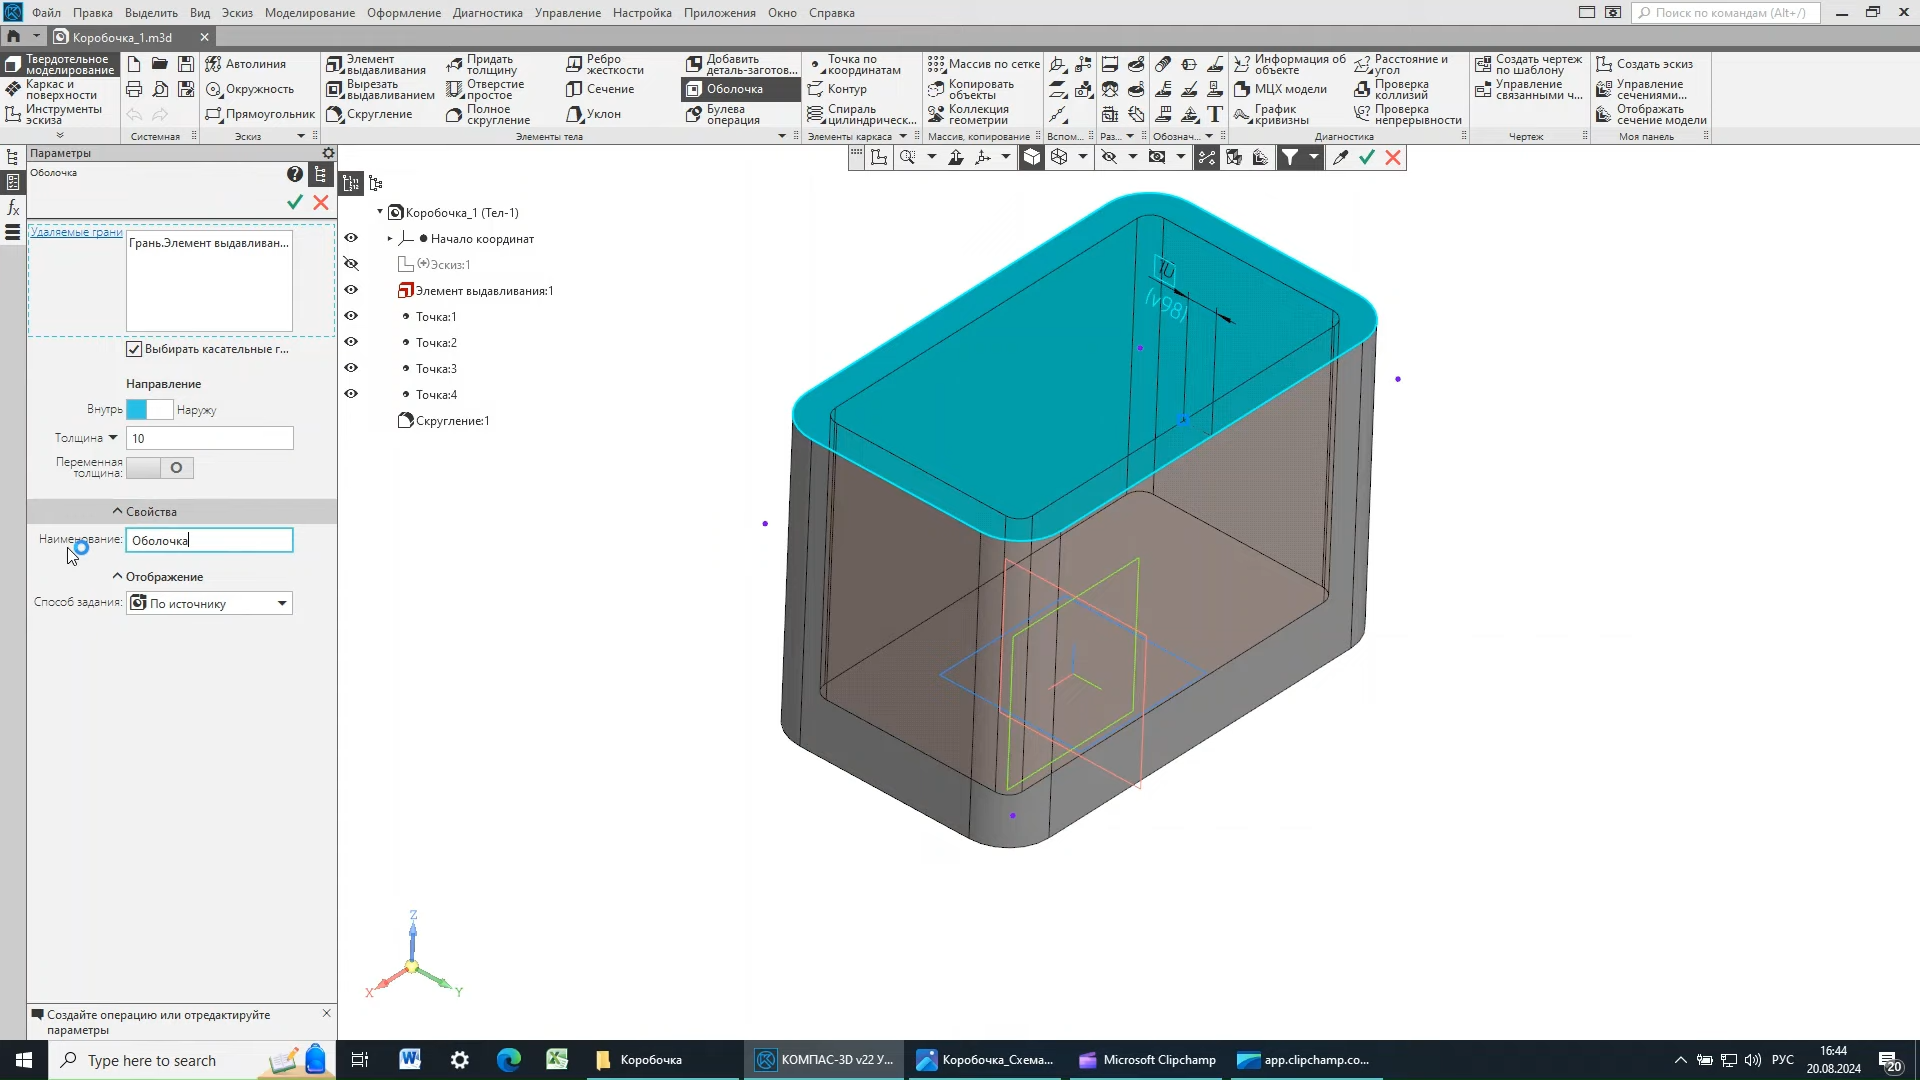 Файл Правка Выделить Вид Эскиз Моделирование Оформление Диагностика Управление Настройка Приложения Окно Справка
Поиск по командам (Alt+/)
Коробочка_1.m3d
Твердотельное моделирование
Каркас и поверхности
Инструменты эскиза
Системная
Автолиния
Окружность
Прямоугольник
Эскиз
Элемент выдавливания
Вырезать выдавливанием
Скругление
Придать толщину
Отверстие простое
Полное скругление
Ребро жесткости
Сечение
Уклон
Добавить деталь-заготов...
Оболочка
Булева операция
Элементы тела
Точка по координатам
Контур
Спираль цилиндрическ...
Элементы каркаса
Массив по сетке
Копировать объекты
Коллекция геометрии
Массив, копирование
Вспом...
Раз...
Обознач...
Информация об объекте
МЦХ модели
График кривизны
Расстояние и угол
Проверка коллизий
Проверка непрерывности
Диагностика
Создать чертеж по шаблону
Управление связанными ч...
Чертеж
Создать эскиз
Управление сечениями...
Отображать сечение модели
Моя панель
Параметры
Оболочка
Удаляемые грани
Грань.Элемент выдавливан...
Выбирать касательные г...
Направление
Внутрь Наружу
Толщина 10
Переменная толщина:
Свойства
Наименование: Оболочка
Отображение
Способ задания: По источнику
Коробочка_1 (Тел-1)
Начало координат
(+)Эскиз:1
Элемент выдавливания:1
Точка:1
Точка:2
Точка:3
Точка:4
Скругление:1
10
(v98)
Z
X
Y
Создайте операцию или отредактируйте
параметры
Type here to search
Коробочка
КОМПАС-3D v22 У...
Коробочка_Схема...
Microsoft Clipchamp
app.clipchamp.co...
РУС
16:44
20.08.2024
20